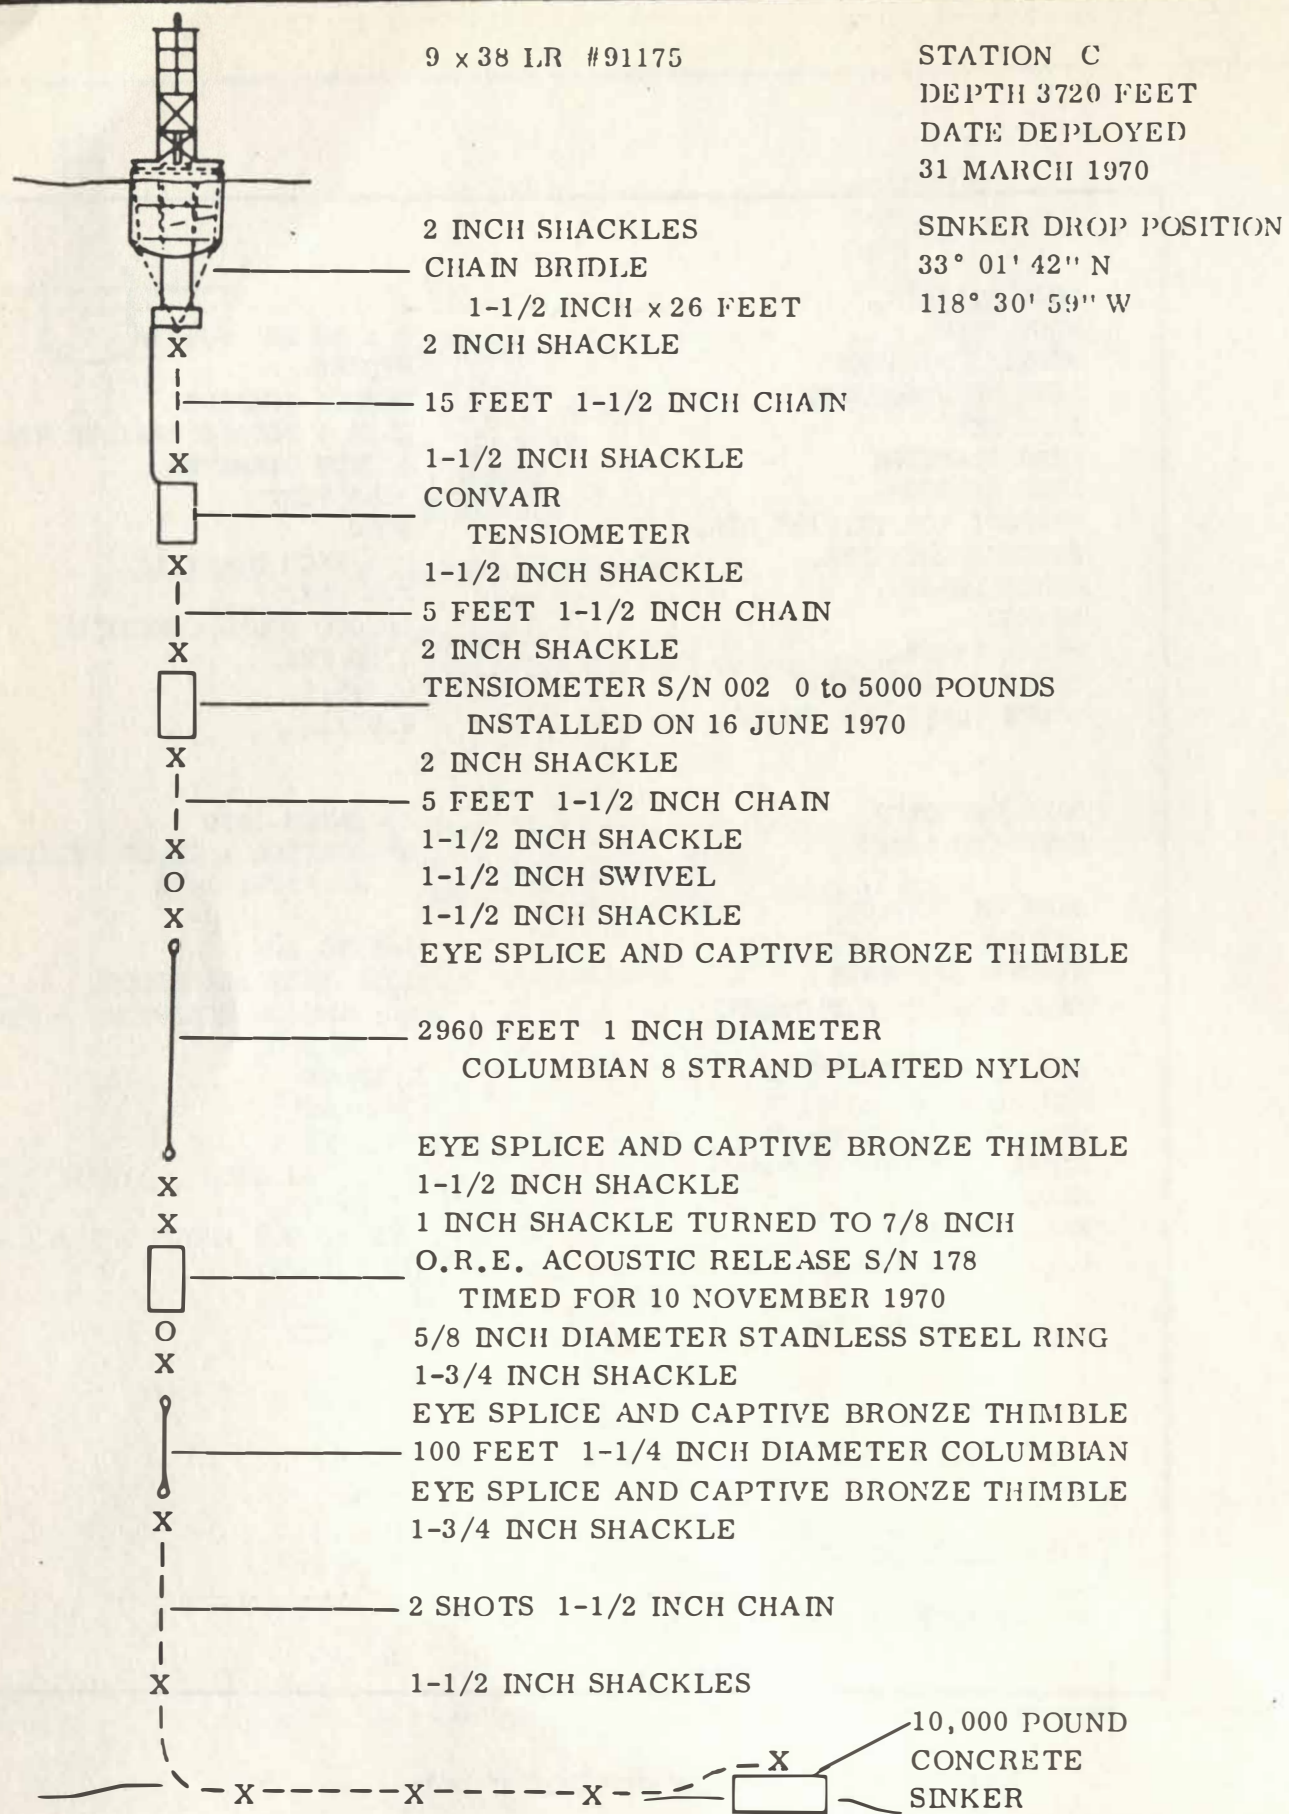 9 x 38 LR #91175
STATION C
DEPTH 3720 FEET
DATE DEPLOYED
31 MARCH 1970
SINKER DROP POSITION
33° 01' 42'' N
118° 30' 59'' W
2 INCH SHACKLES
CHAIN BRIDLE
1-1/2 INCH x 26 FEET
2 INCH SHACKLE
X
15 FEET 1-1/2 INCH CHAIN
X
1-1/2 INCH SHACKLE
CONVAIR
TENSIOMETER
X
1-1/2 INCH SHACKLE
5 FEET 1-1/2 INCH CHAIN
X
2 INCH SHACKLE
TENSIOMETER S/N 002 0 to 5000 POUNDS
INSTALLED ON 16 JUNE 1970
X
2 INCH SHACKLE
5 FEET 1-1/2 INCH CHAIN
X
1-1/2 INCH SHACKLE
O
1-1/2 INCH SWIVEL
X
1-1/2 INCH SHACKLE
EYE SPLICE AND CAPTIVE BRONZE THIMBLE
2960 FEET 1 INCH DIAMETER
COLUMBIAN 8 STRAND PLAITED NYLON
EYE SPLICE AND CAPTIVE BRONZE THIMBLE
X
1-1/2 INCH SHACKLE
X
1 INCH SHACKLE TURNED TO 7/8 INCH
O.R.E. ACOUSTIC RELEASE S/N 178
TIMED FOR 10 NOVEMBER 1970
O
5/8 INCH DIAMETER STAINLESS STEEL RING
X
1-3/4 INCH SHACKLE
EYE SPLICE AND CAPTIVE BRONZE THIMBLE
100 FEET 1-1/4 INCH DIAMETER COLUMBIAN
EYE SPLICE AND CAPTIVE BRONZE THIMBLE
X
1-3/4 INCH SHACKLE
2 SHOTS 1-1/2 INCH CHAIN
X
1-1/2 INCH SHACKLES
10,000 POUND
CONCRETE
SINKER
X
X
X
X